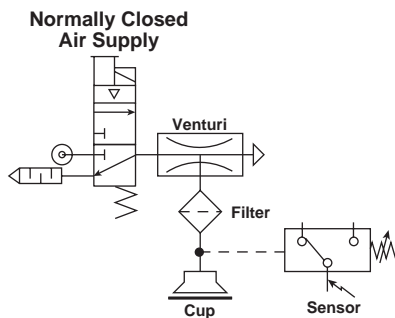 Normally Closed
Air Supply
Venturi
Filter
Cup
Sensor